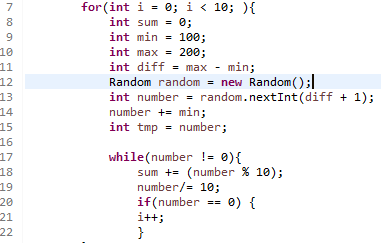 7 for(int i = 0; i < 10; ){
8 int sum = 0;
9 int min = 100;
10 int max = 200;
11 int diff = max - min;
12 Random random = new Random();
13 int number = random.nextInt(diff + 1);
14 number += min;
15 int tmp = number;
16
17 while(number != 0){
18 sum += (number % 10);
19 number/= 10;
20 if(number == 0) {
21 i++;
22 }